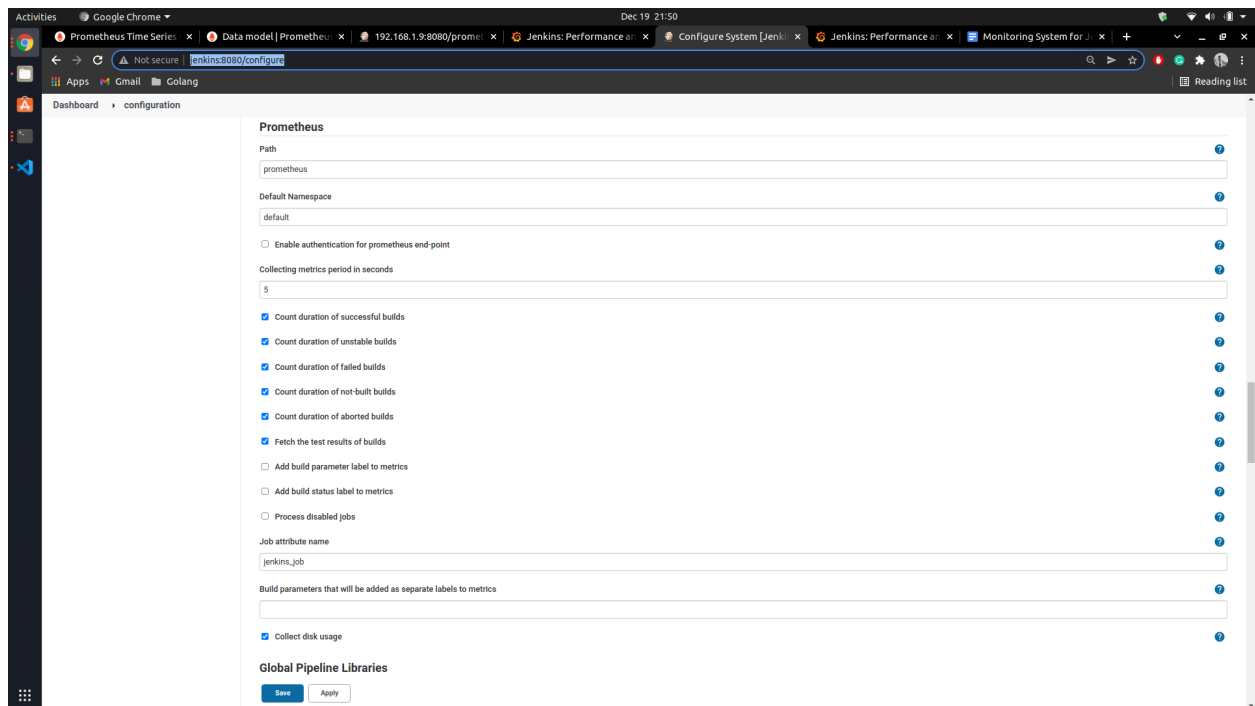 Activities
Google Chrome
Dec 19 21:50
Prometheus Time Series
Data model | Prometheu
192.168.1.9:8080/promet
Jenkins: Performance an
Configure System [Jenki
Jenkins: Performance an
Monitoring System for Je
Not secure | jenkins:8080/configure
Apps
Gmail
Golang
Reading list
Dashboard
configuration
Prometheus
Path
prometheus
Default Namespace
default
Enable authentication for prometheus end-point
Collecting metrics period in seconds
5
Count duration of successful builds
Count duration of unstable builds
Count duration of failed builds
Count duration of not-built builds
Count duration of aborted builds
Fetch the test results of builds
Add build parameter label to metrics
Add build status label to metrics
Process disabled jobs
Job attribute name
jenkins_job
Build parameters that will be added as separate labels to metrics
Collect disk usage
Global Pipeline Libraries
Save
Apply